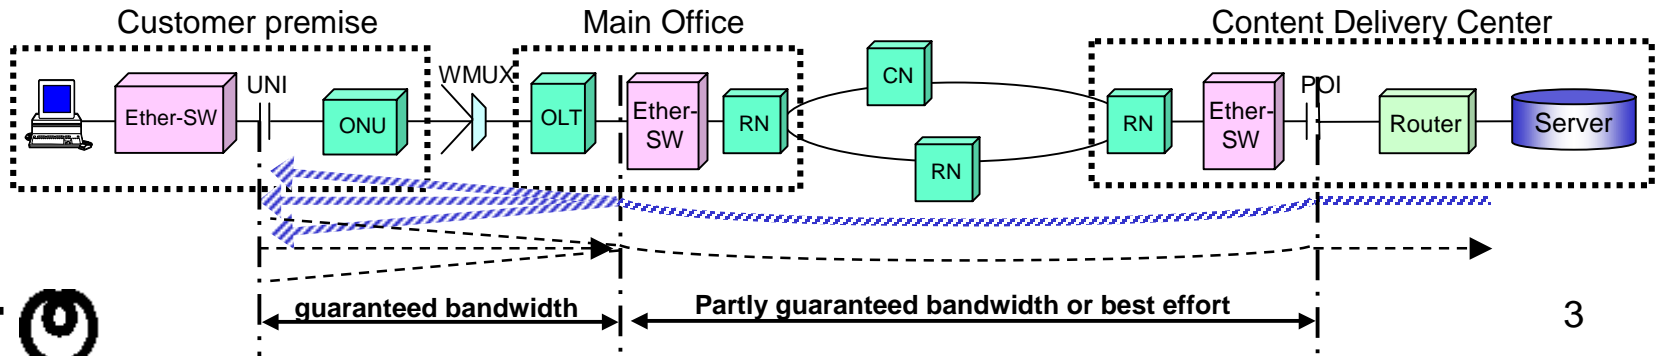 Customer premise
Main Office
Content Delivery Center
UNI
WMUX
CN
POI
Ether-SW
ONU
OLT
Ether-
SW
RN
RN
RN
Ether-
SW
Router
Server
guaranteed bandwidth
Partly guaranteed bandwidth or best effort
3